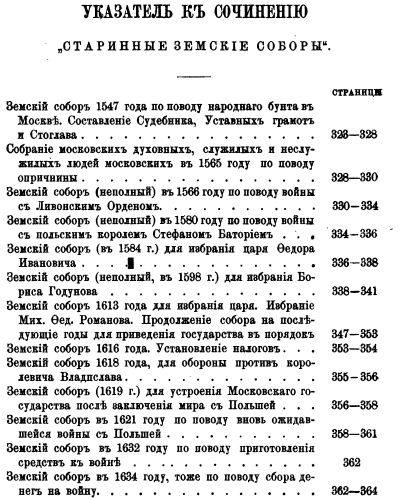 УКАЗАТЕЛЬ КЪ СОЧИНЕНІЮ
„СТАРИННЫЕ ЗЕМСКІЕ СОБОРЫ“.
СТРАНИЦЫ
Земскій соборъ 1547 года по поводу народнаго бунта въ
Москвѣ. Составленіе Судебника, Уставныхъ грамотъ
и Стоглава . . . . . . . . . . . . . . 323—328
Собраніе московскихъ духовныхъ, служилыхъ и неслу-
жилыхъ людей московскихъ въ 1565 году по поводу
опричнины . . . . . . . . . . . . . . 328—330
Земскій соборъ (неполный) въ 1566 году по поводу войны
съ Ливонскимъ Орденомъ. . . . . . . . . . 330—334
Земскій соборъ (неполный) въ 1580 году по поводу войны
съ польскимъ королемъ Стефаномъ Баторіемъ . . . 334—336
Земскій соборъ (въ 1584 г.) для избранія царя Ѳедора
Ивановича . . . . . . . . . . . . . . 336—338
Земскій соборъ (неполный, въ 1598 г.) для избранія Бо-
риса Годунова . . . . . . . . . . . . . 338—341
Земскій соборъ 1613 года для избранія царя. Избраніе
Мих. Ѳед. Романова. Продолженіе собора на послѣ-
дующіе годы для приведенія государства въ порядокъ 347—353
Земскій соборъ 1616 года. Установленіе налоговъ. . . 353—354
Земскій соборъ 1618 года, для обороны противъ коро-
левича Владислава . . . . . . . . . . . . 355—356
Земскій соборъ (1619 г.) для устроенія Московскаго го-
сударства послѣ заключенія мира съ Польшей . . . 356—358
Земскій соборъ въ 1621 году по поводу вновь ожидав-
шейся войны съ Польшей . . . . . . . . . . 358—361
Земскій соборъ въ 1632 году по поводу приготовленія
средствъ къ войнѣ . . . . . . . . . . . . 362
Земскій соборъ въ 1634 году, тоже по поводу сбора де-
негъ на войну. . . . . . . . . . . . . . 362—364